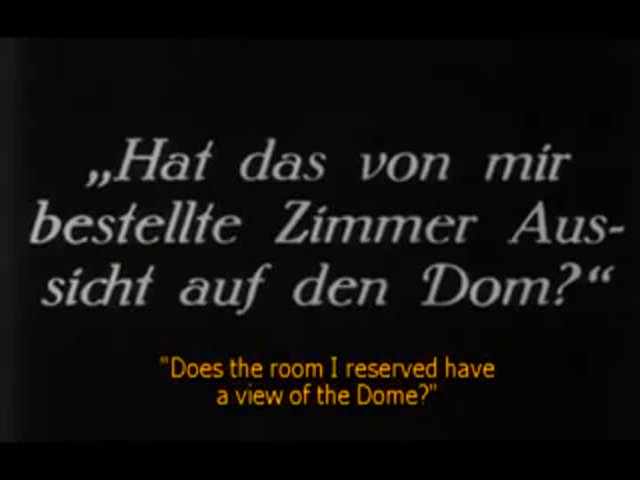 „Hat das von mir
bestellte Zimmer Aus-
sicht auf den Dom?“
"Does the room I reserved have
a view of the Dome?"